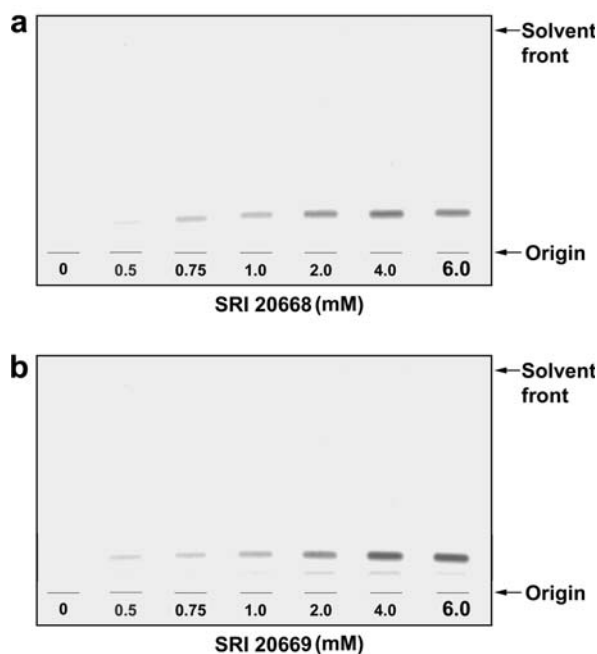 a
Solvent
front
Origin
0 0.5 0.75 1.0 2.0 4.0 6.0
SRI 20668 (mM)
b
Solvent
front
Origin
0 0.5 0.75 1.0 2.0 4.0 6.0
SRI 20669 (mM)